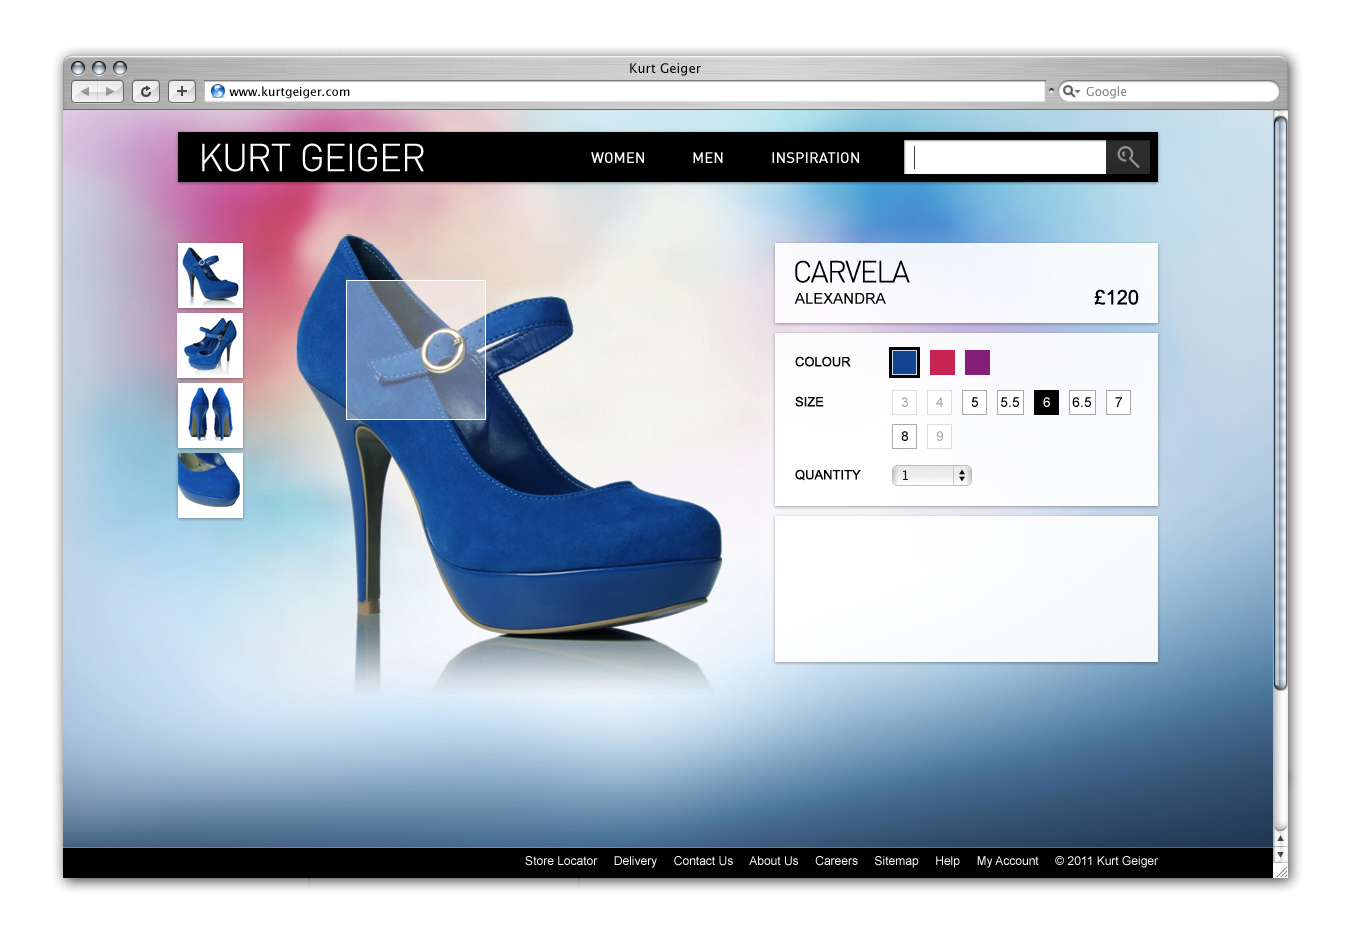 Kurt Geiger
www.kurtgeiger.com
Google
KURT GEIGER
WOMEN
MEN
INSPIRATION
CARVELA
ALEXANDRA
£120
COLOUR
SIZE
3 4 5 5.5 6 6.5 7
8 9
QUANTITY
1
Store Locator Delivery Contact Us About Us Careers Sitemap Help My Account © 2011 Kurt Geiger